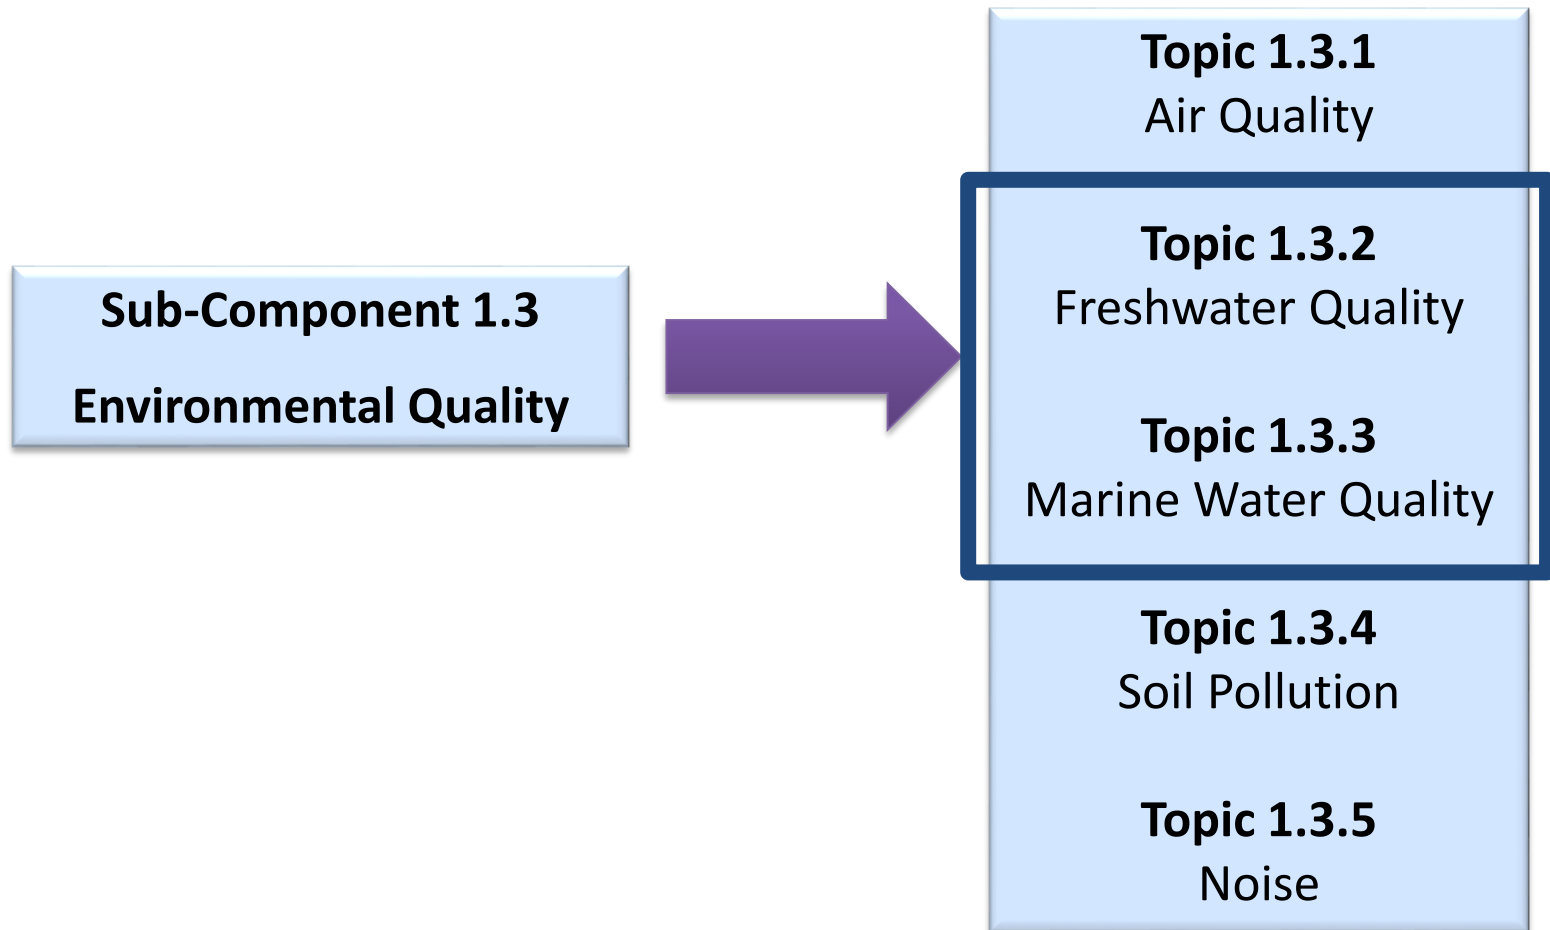 Sub-Component 1.3
Environmental Quality
Topic 1.3.1
Air Quality
Topic 1.3.2
Freshwater Quality
Topic 1.3.3
Marine Water Quality
Topic 1.3.4
Soil Pollution
Topic 1.3.5
Noise